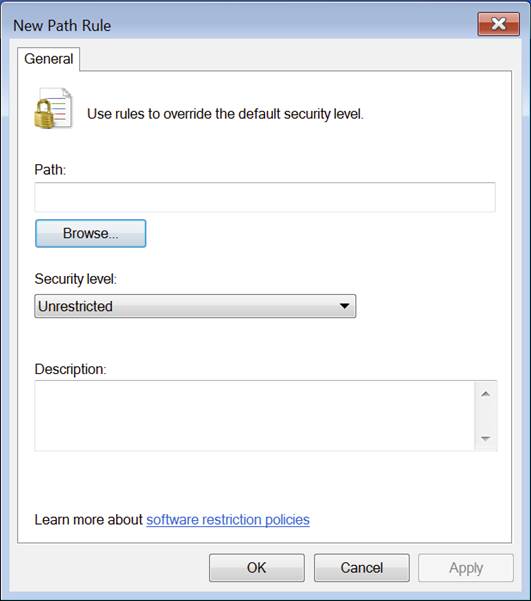 New Path Rule
General
Use rules to override the default security level.
Path:
Browse...
Security level:
Unrestricted
Description:
Learn more about software restriction policies
OK
Cancel
Apply